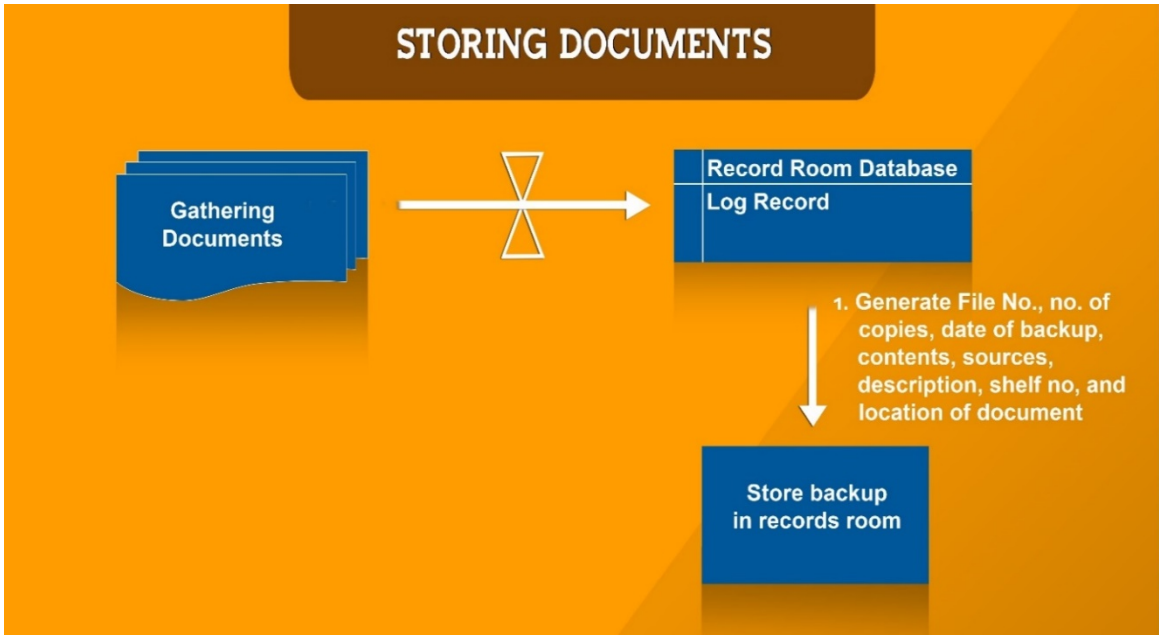 STORING DOCUMENTS
Gathering
Documents
Record Room Database
Log Record
1. Generate File No., no. of
copies, date of backup,
contents, sources,
description, shelf no, and
location of document
Store backup
in records room